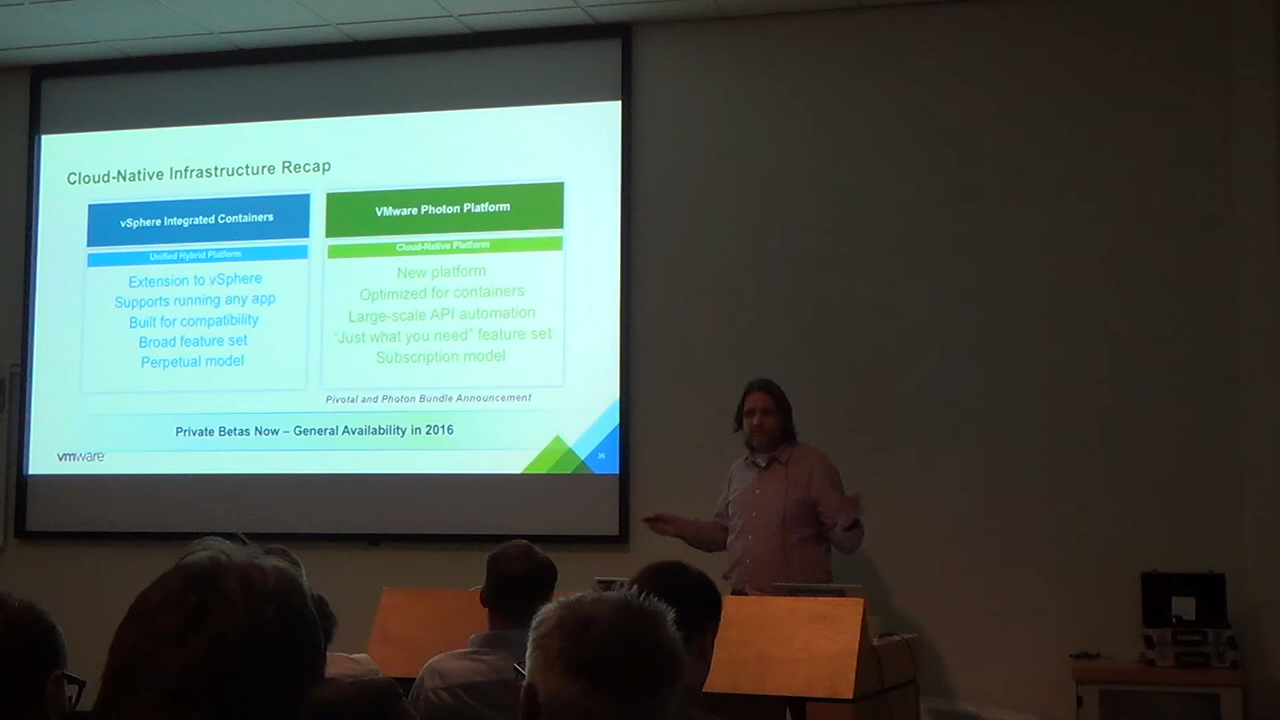 Cloud-Native Infrastructure Recap
vSphere Integrated Containers
Unified Hybrid Platform
Extension to vSphere
Supports running any app
Built for compatibility
Broad feature set
Perpetual model
VMware Photon Platform
Cloud-Native Platform
New platform
Optimized for containers
Large-scale API automation
"Just what you need" feature set
Subscription model
Pivotal and Photon Bundle Announcement
Private Betas Now – General Availability in 2016
vmware